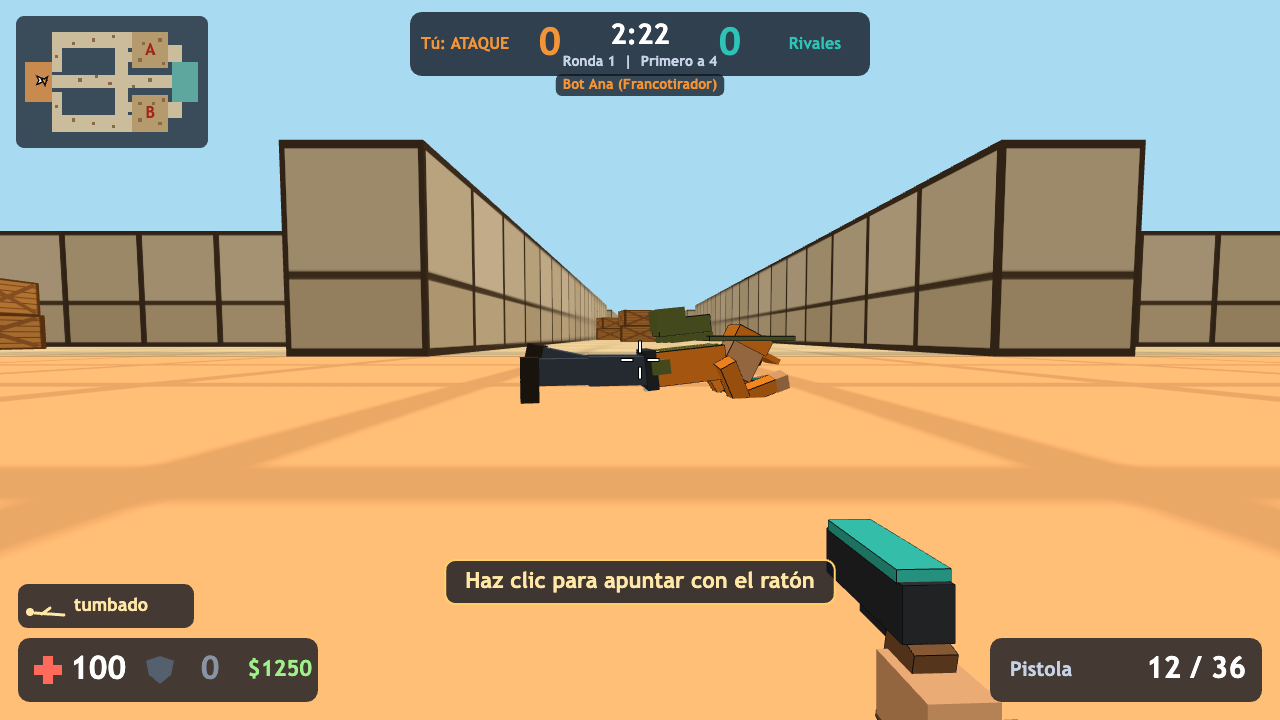 A
B
Tú: ATAQUE
0
2:22
0
Rivales
Ronda 1 | Primero a 4
Bot Ana (Francotirador)
Haz clic para apuntar con el ratón
tumbado
100
0
$1250
Pistola
12 / 36